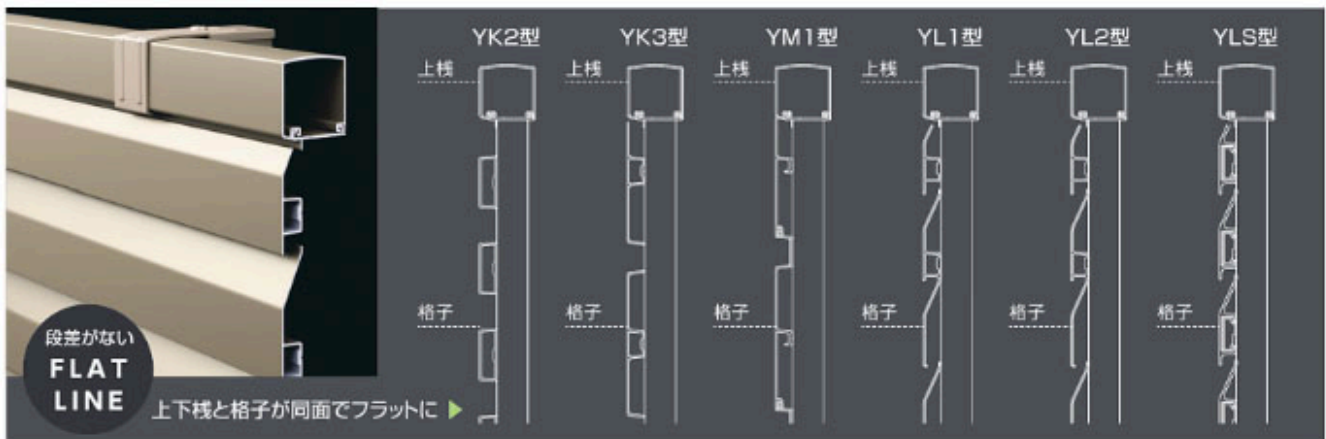 段差がない
FLAT
LINE
上下桟と格子が同面でフラットに ▶
YK2型
上桟
格子
YK3型
上桟
格子
YM1型
上桟
格子
YL1型
上桟
格子
YL2型
上桟
格子
YLS型
上桟
格子